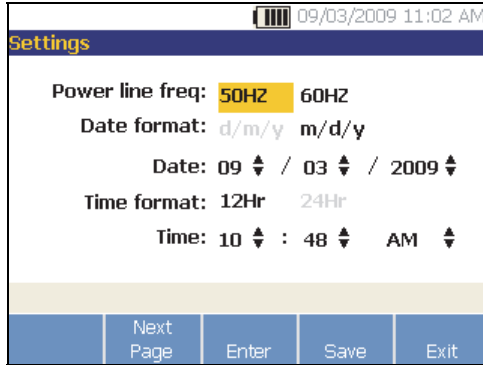 09/03/2009 11:02 AM
Settings
Power line freq: 50HZ 60HZ
Date format: d/m/y m/d/y
Date: 09 / 03 / 2009
Time format: 12Hr 24Hr
Time: 10 : 48 AM
Next Page Enter Save Exit